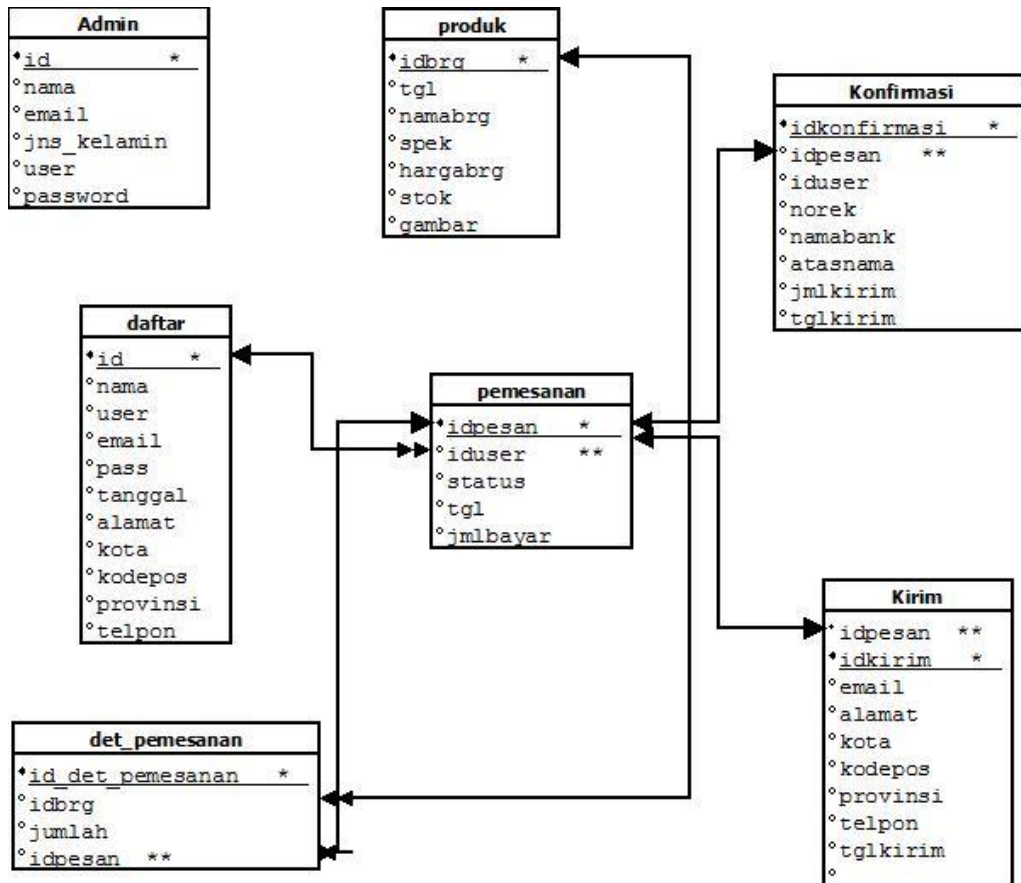 Admin
id *
nama
email
jns_kelamin
user
password
produk
idbrg *
tgl
namabrg
spek
hargabrg
stok
gambar
Konfirmasi
idkonfirmasi *
idpesan **
iduser
norek
namabank
atasnama
jmlkirim
tglkirim
daftar
id *
nama
user
email
pass
tanggal
alamat
kota
kodepos
provinsi
telpon
pemesanan
idpesan *
iduser **
status
tgl
jmlbayar
Kirim
idpesan **
idkirim *
email
alamat
kota
kodepos
provinsi
telpon
tglkirim
det_pemesanan
id_det_pemesanan *
idbrg
jumlah
idpesan **